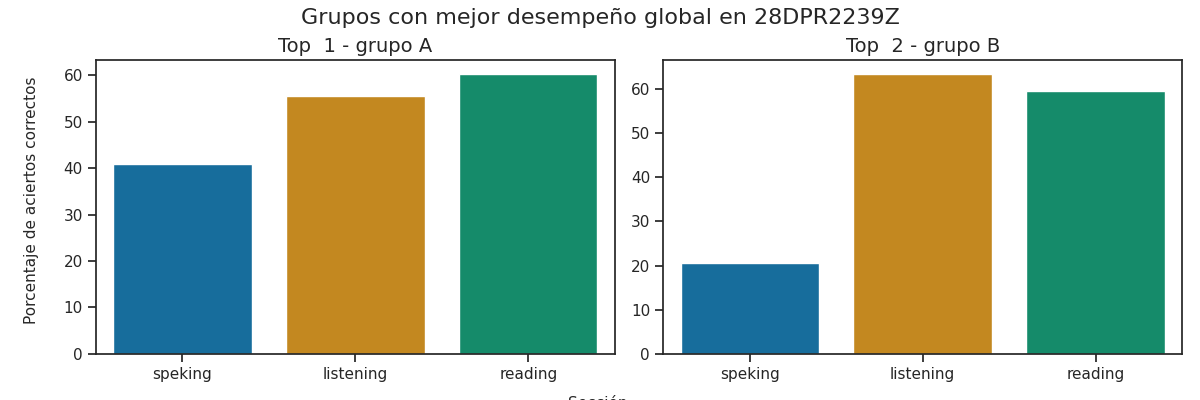 Grupos con mejor desempeño global en 28DPR2239Z
Top  1 - grupo A
Porcentaje de aciertos correctos
60
50
40
30
20
10
0
speking
listening
reading
Top  2 - grupo B
60
50
40
30
20
10
0
speking
listening
reading
Sección